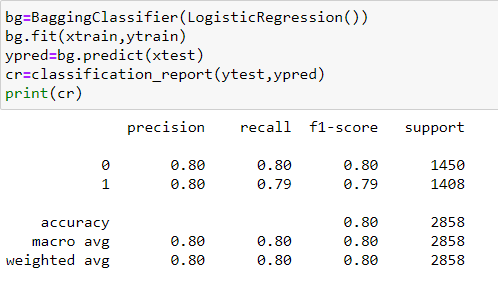 bg=BaggingClassifier(LogisticRegression())
bg.fit(xtrain,ytrain)
ypred=bg.predict(xtest)
cr=classification_report(ytest,ypred)
print(cr)
precision recall f1-score support
0 0.80 0.80 0.80 1450
1 0.80 0.79 0.79 1408
accuracy 0.80 2858
macro avg 0.80 0.80 0.80 2858
weighted avg 0.80 0.80 0.80 2858